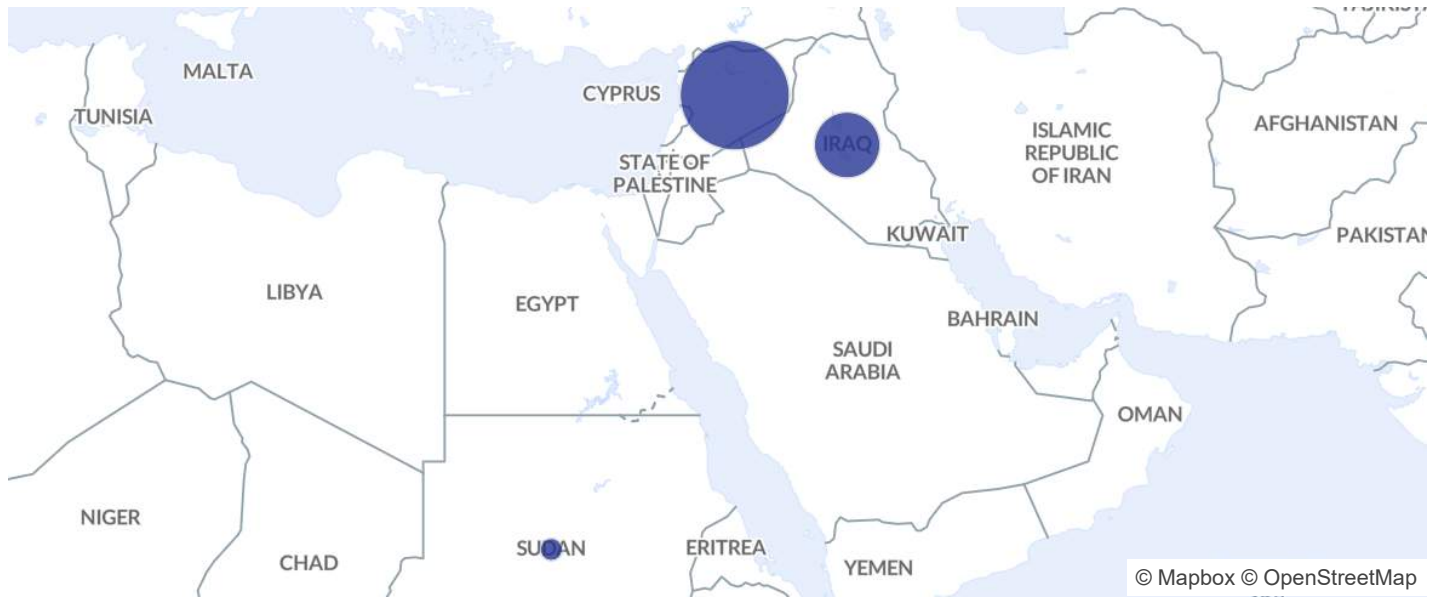 MALTA
CYPRUS
TUNISIA
IRAQ
ISLAMIC
REPUBLIC
OF IRAN
AFGHANISTAN
STATE OF
PALESTINE
KUWAIT
PAKISTAN
LIBYA
EGYPT
BAHRAIN
SAUDI
ARABIA
OMAN
NIGER
CHAD
SUDAN
ERITREA
YEMEN
© Mapbox © OpenStreetMap